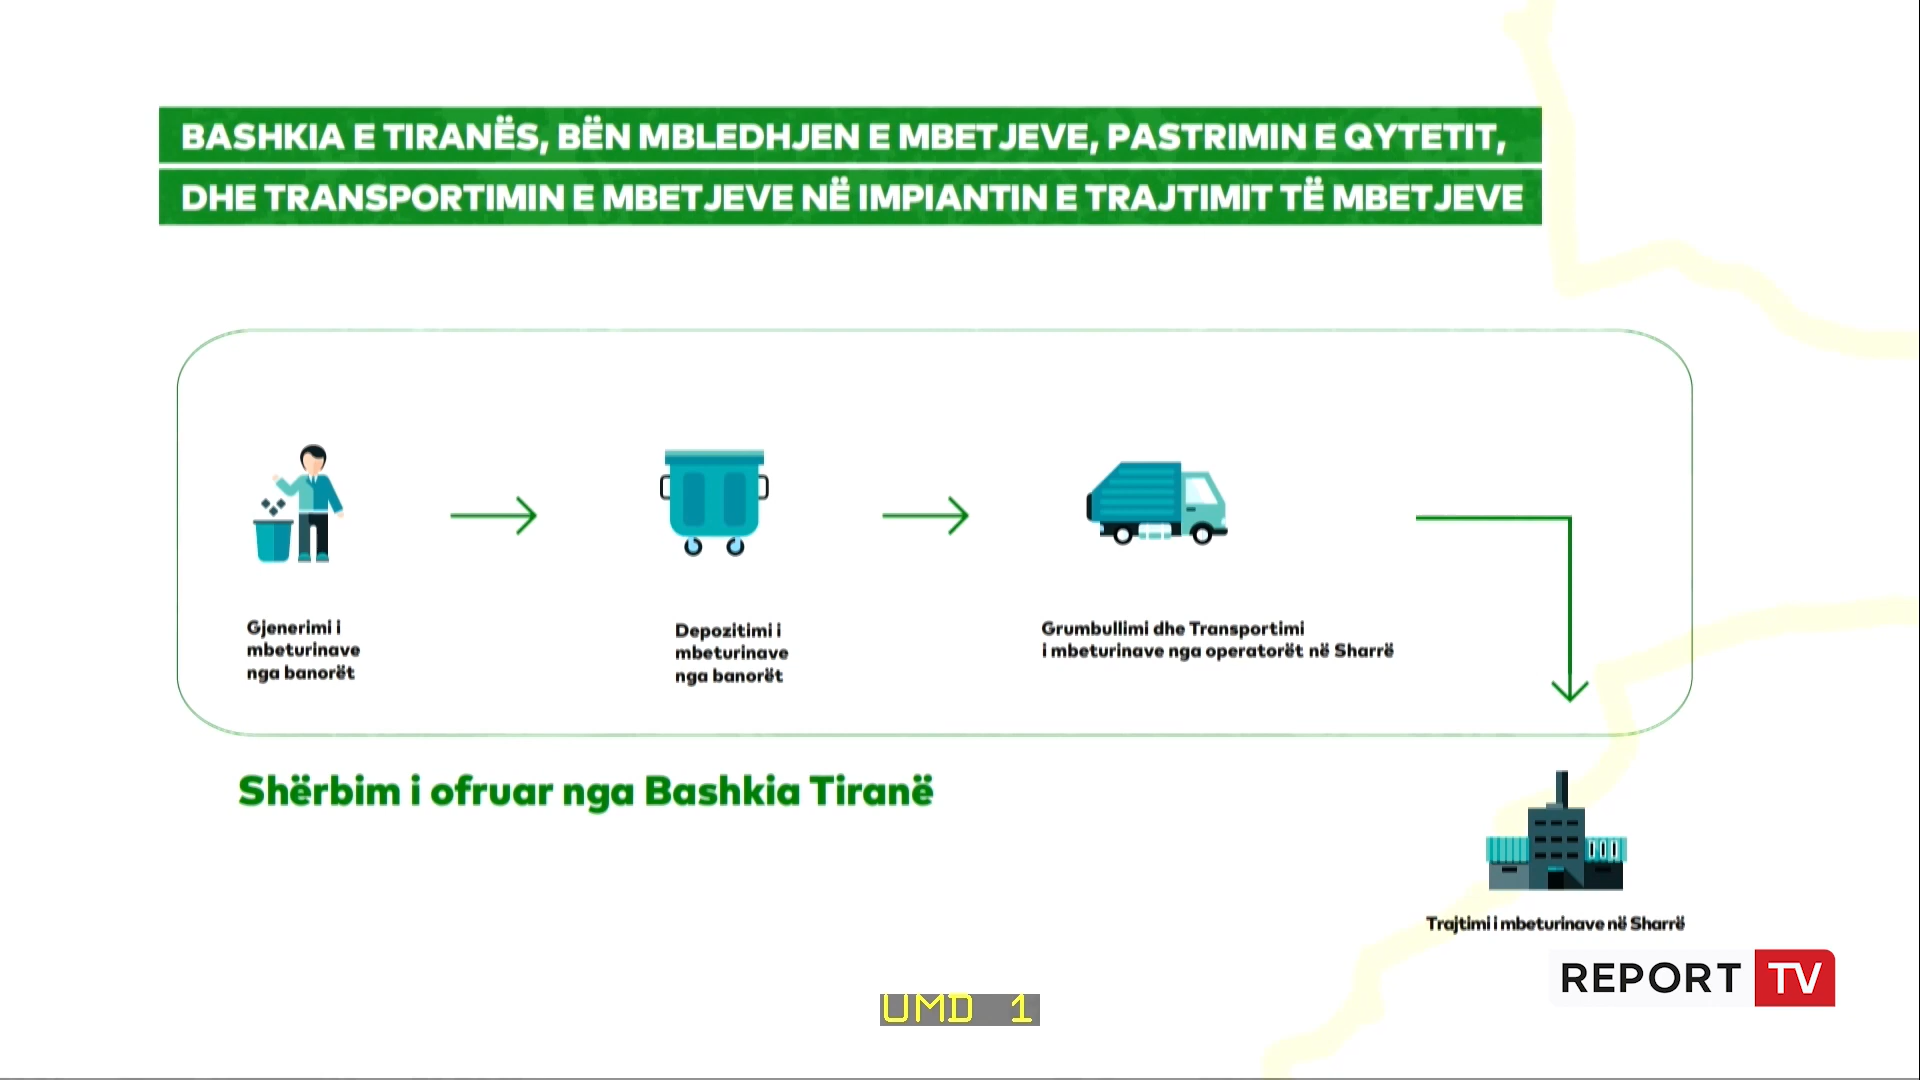 BASHKIA E TIRANËS, BËN MBLEDHJEN E MBETJEVE, PASTRIMIN E QYTETIT,
DHE TRANSPORTIMIN E MBETJEVE NË IMPIANTIN E TRAJTIMIT TË MBETJEVE
Gjenerimi i
mbeturinave
nga banorët
Depozitimi i
mbeturinave
nga banorët
Grumbullimi dhe Transportimi
i mbeturinave nga operatorët në Sharrë
Shërbim i ofruar nga Bashkia Tiranë
Trajtimi i mbeturinave në Sharrë
REPORT TV
UMD 1